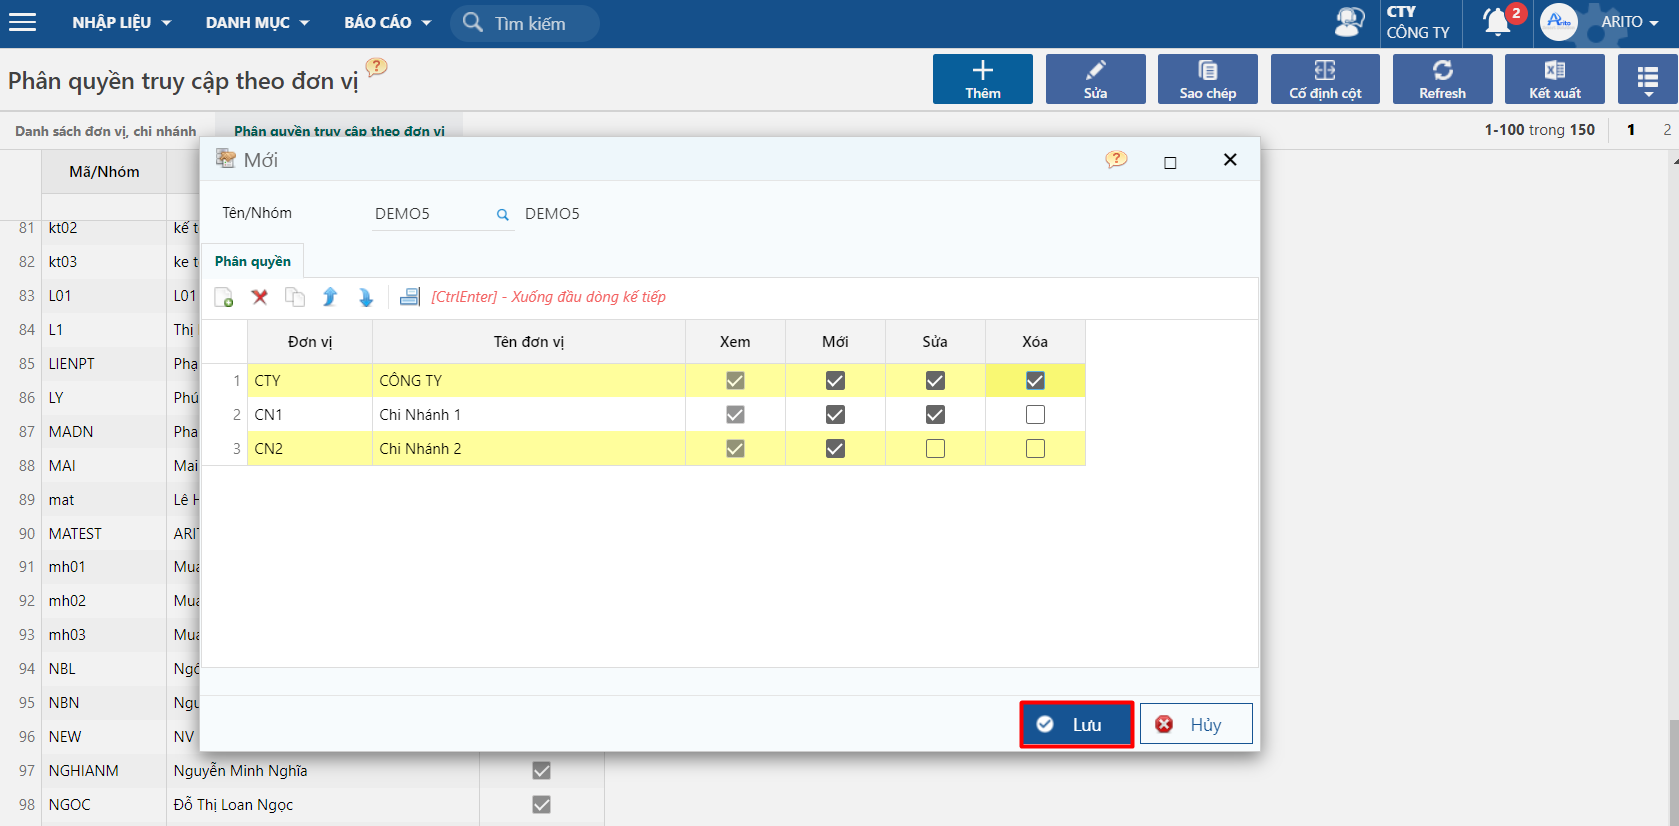 NHẬP LIỆU DANH MỤC BÁO CÁO Tìm kiếm CTY CÔNG TY 2 Arito ARITO
Phân quyền truy cập theo đơn vị ? Thêm Sửa Sao chép Cố định cột Refresh Kết xuất
Danh sách đơn vị, chi nhánh Phân quyền truy cập theo đơn vị 1-100 trong 150 1 2
Mã/Nhóm
81 kt02 kế t
82 kt03 ke t
83 L01 L01
84 L1 Thị
85 LIENPT Phạ
86 LY Phú
87 MADN Pha
88 MAI Mai
89 mat Lê H
90 MATEST ARI
91 mh01 Mua
92 mh02 Mua
93 mh03 Mua
94 NBL Ngô
95 NBN Ngu
96 NEW NV
97 NGHIANM Nguyễn Minh Nghĩa
98 NGOC Đỗ Thị Loan Ngọc
Mới ?
Tên/Nhóm DEMO5 DEMO5
Phân quyền
[CtrlEnter] - Xuống đầu dòng kế tiếp
Đơn vị Tên đơn vị Xem Mới Sửa Xóa
1 CTY CÔNG TY
2 CN1 Chi Nhánh 1
3 CN2 Chi Nhánh 2
Lưu Hủy